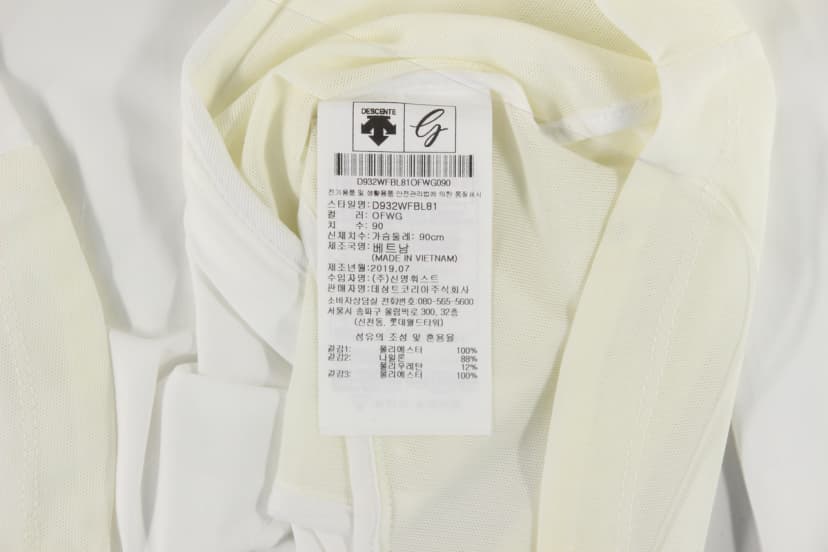 DESCENTE
g
D932WFBL81OFWG090
전기용품 및 생활용품 안전관리법에 의한 품질표시
스타일명:D932WFBL81
컬 러:OFWG
치 수:90
신체치수:가슴둘레: 90cm
제조국명:베트남
(MADE IN VIETNAM)
제조년월:2019.07
수입자명:(주)신영휘스트
판매자명:데상트코리아주식회사
소비자상담실 전화번호:080-565-5600
서울시 송파구 올림픽로 300, 32층
(신천동, 롯데월드타워)
섬유의 조성 및 혼용율
겉감1: 폴리에스타 100%
겉감2: 나일론 88%
폴리우레탄 12%
겉감3: 폴리에스타 100%